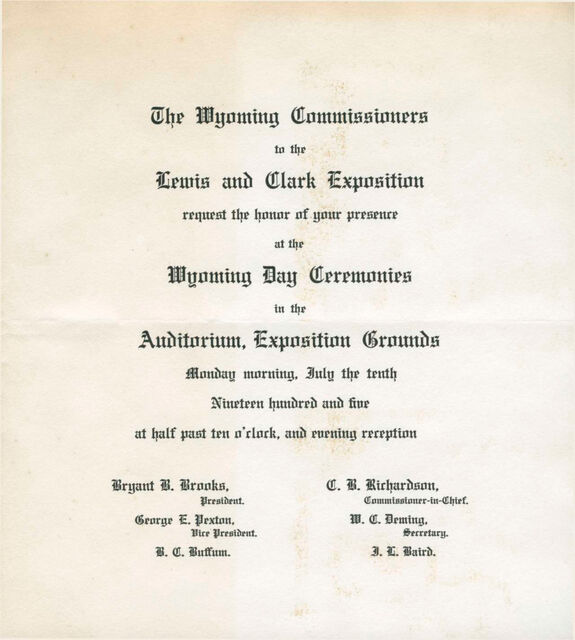 The Wyoming Commissioners
to the
Lewis and Clark Exposition
request the honor of your presence
at the
Wyoming Day Ceremonies
in the
Auditorium, Exposition Grounds
Monday morning, July the tenth
Nineteen hundred and five
at half past ten o'clock, and evening reception
Bryant B. Brooks,
President.
George E. Pexton,
Vice President.
B. C. Buffum.
C. B. Richardson,
Commissioner-in-Chief.
W. C. Deming,
Secretary.
J. L. Baird.